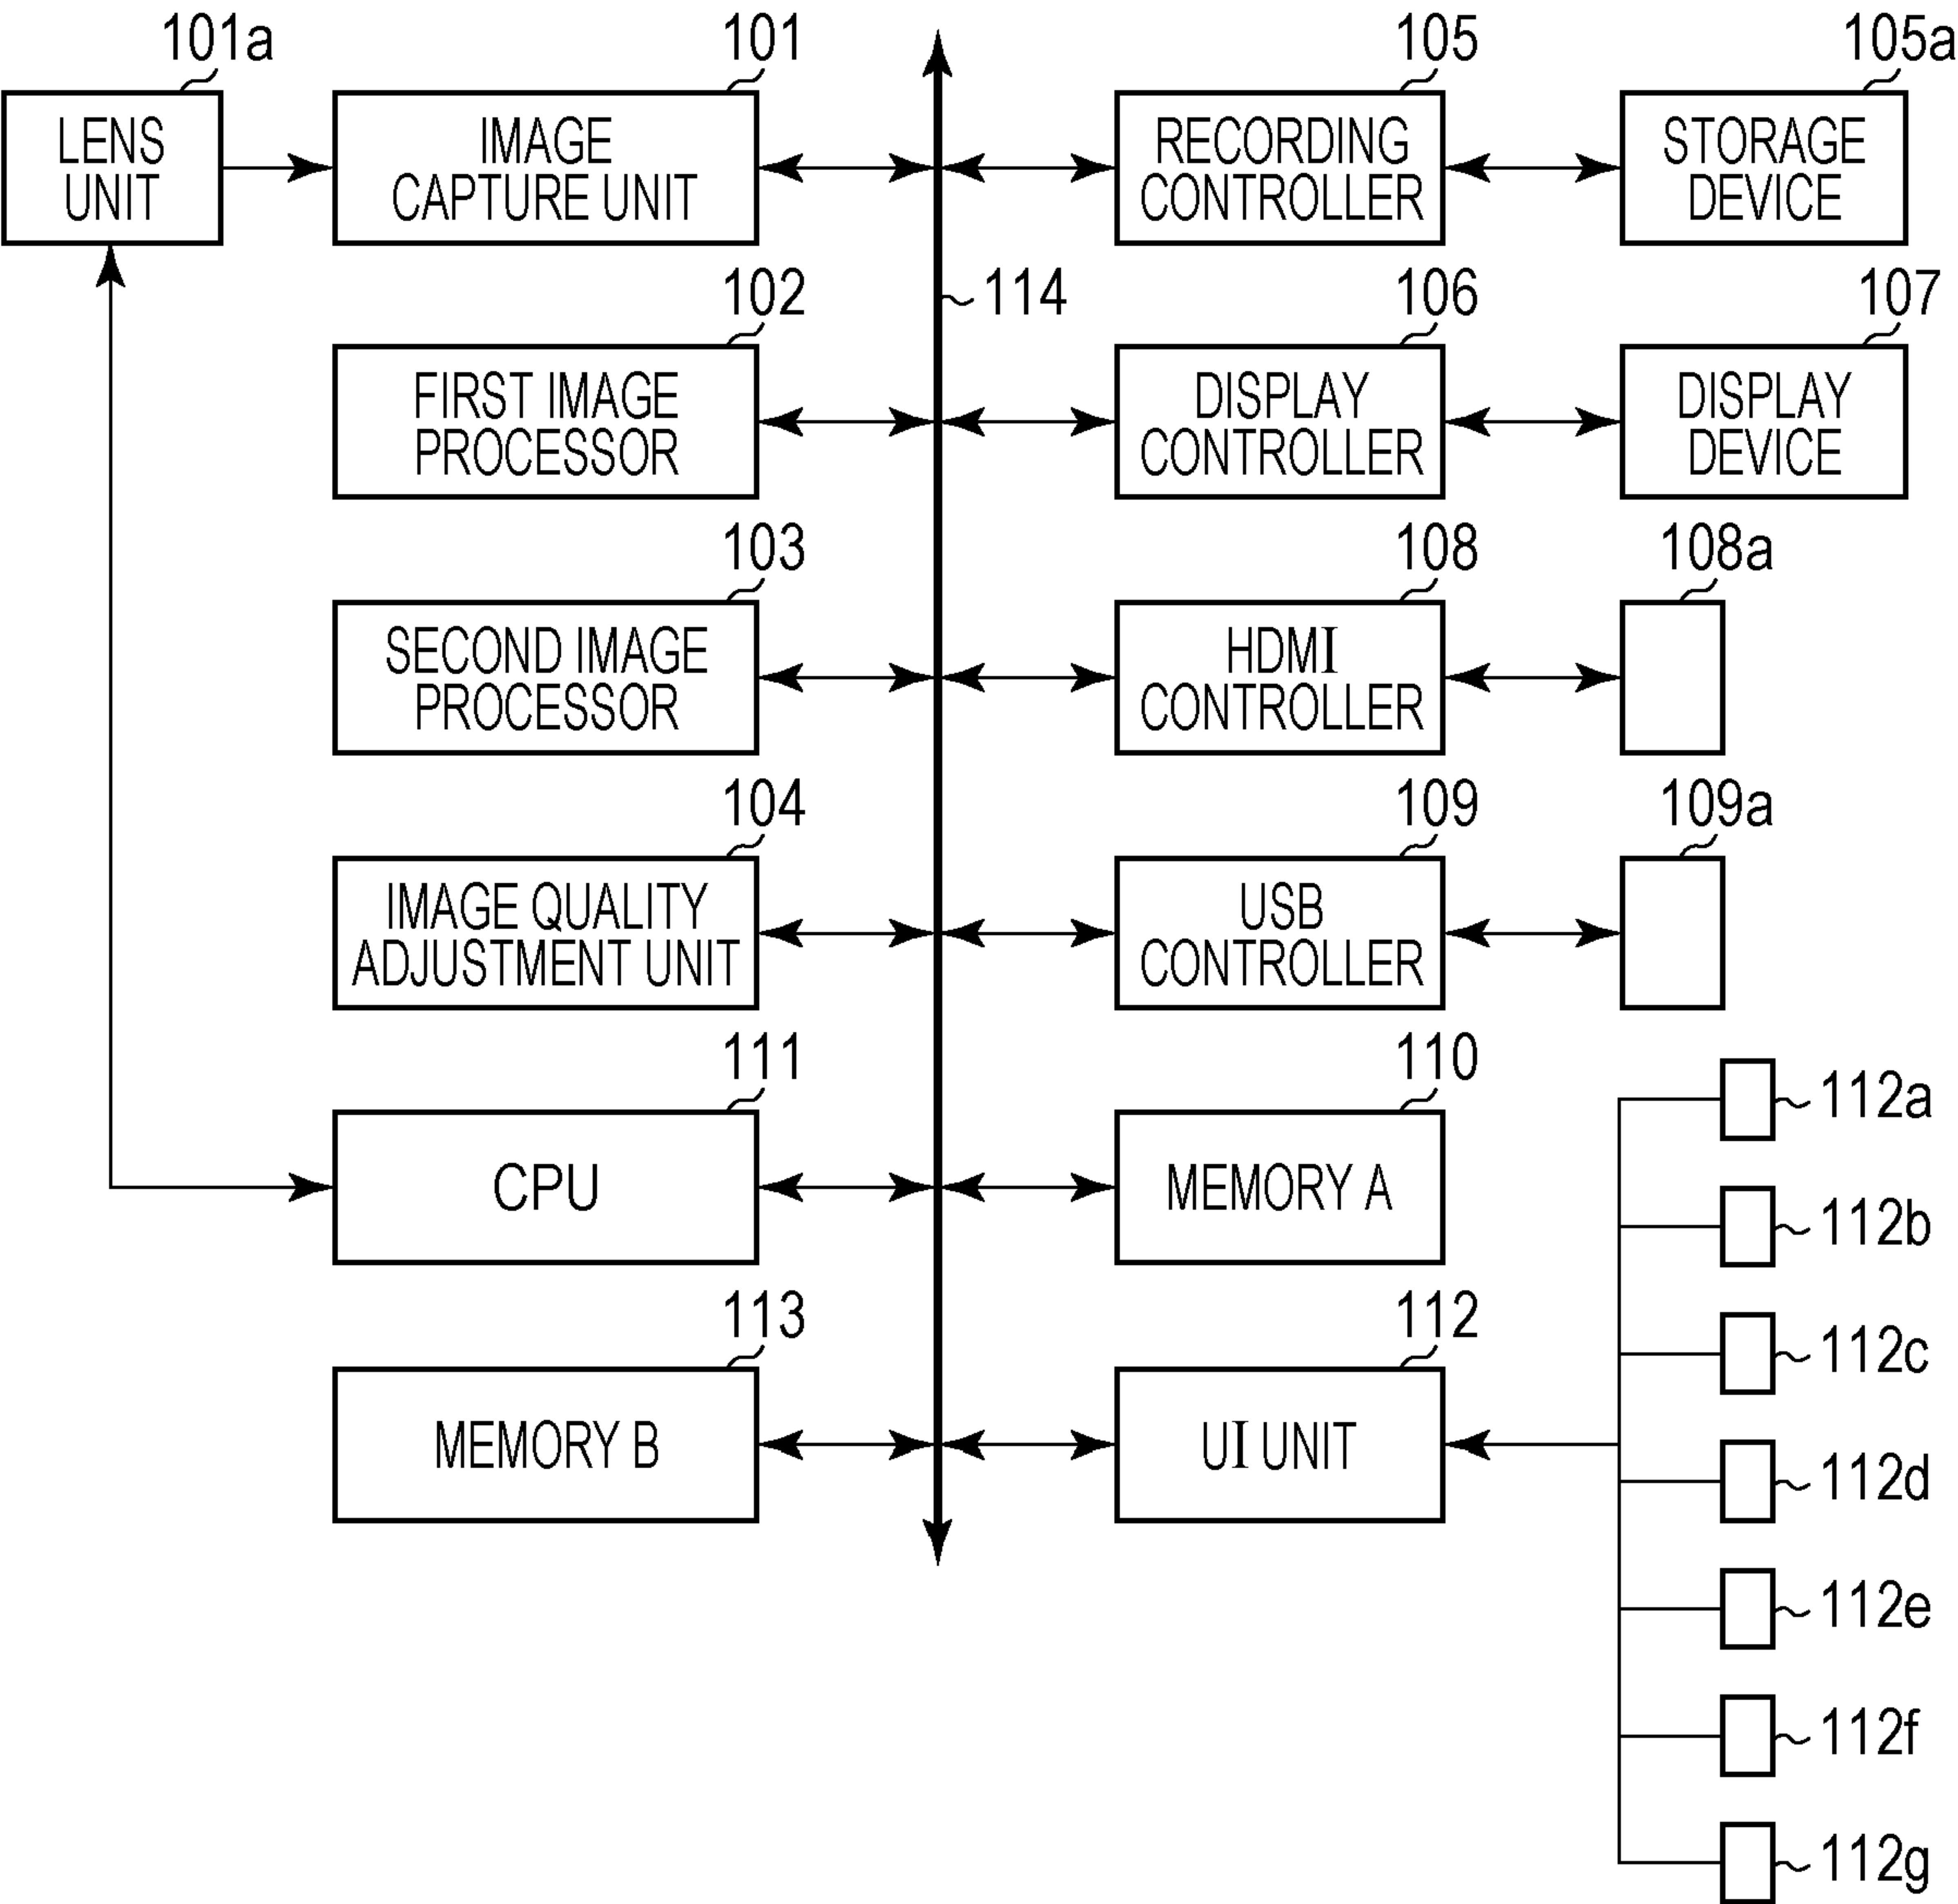 101a
101
105
105a
LENS
UNIT
IMAGE
CAPTURE UNIT
RECORDING
CONTROLLER
STORAGE
DEVICE
102
114
106
107
FIRST IMAGE
PROCESSOR
DISPLAY
CONTROLLER
DISPLAY
DEVICE
103
108
108a
SECOND IMAGE
PROCESSOR
HDMI
CONTROLLER
104
109
109a
IMAGE QUALITY
ADJUSTMENT UNIT
USB
CONTROLLER
111
110
CPU
MEMORY A
112a
112b
113
112
MEMORY B
UI UNIT
112c
112d
112e
112f
112g